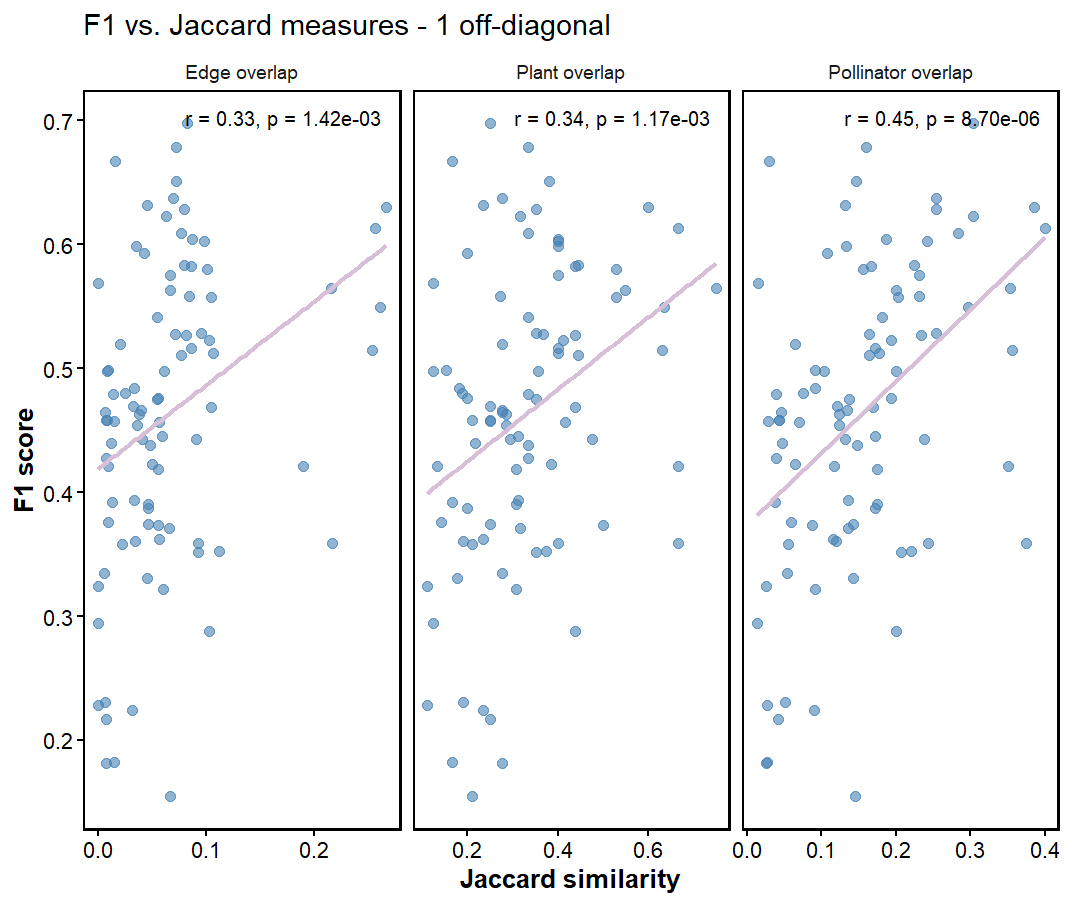 F1 vs. Jaccard measures - 1 off-diagonal
Edge overlap
Plant overlap
Pollinator overlap
r = 0.33, p = 1.42e-03
r = 0.34, p = 1.17e-03
r = 0.45, p = 8.70e-06
F1 score
0.7
0.6
0.5
0.4
0.3
0.2
0.0 0.1 0.2
0.2 0.4 0.6
0.0 0.1 0.2 0.3 0.4
Jaccard similarity